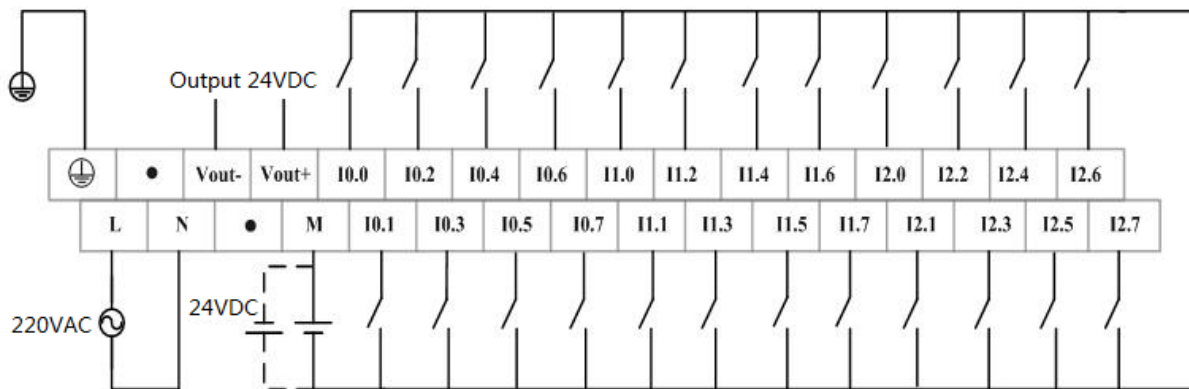 Output 24VDC
Vout- Vout+ I0.0 I0.2 I0.4 I0.6 I1.0 I1.2 I1.4 I1.6 I2.0 I2.2 I2.4 I2.6
L N M I0.1 I0.3 I0.5 I0.7 I1.1 I1.3 I1.5 I1.7 I2.1 I2.3 I2.5 I2.7
24VDC
220VAC